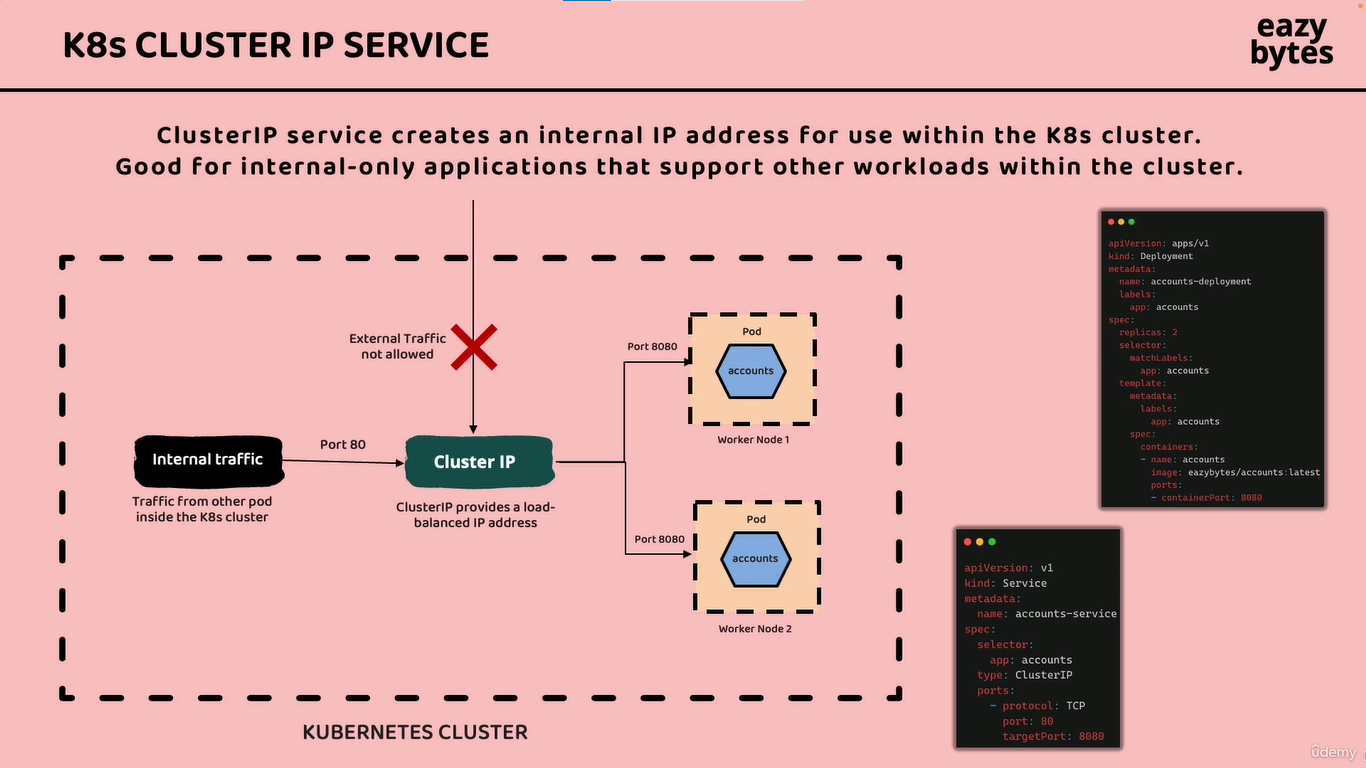 K8s CLUSTER IP SERVICE
eazy
bytes
ClusterIP service creates an internal IP address for use within the K8s cluster.
Good for internal-only applications that support other workloads within the cluster.
External Traffic
not allowed
Internal traffic
Traffic from other pod
inside the K8s cluster
Port 80
Cluster IP
ClusterIP provides a load-
balanced IP address
Port 8080
Pod
accounts
Worker Node 1
Port 8080
Pod
accounts
Worker Node 2
KUBERNETES CLUSTER
apiVersion: apps/v1
kind: Deployment
metadata:
  name: accounts-deployment
  labels:
    app: accounts
spec:
  replicas: 2
  selector:
    matchLabels:
      app: accounts
  template:
    metadata:
      labels:
        app: accounts
    spec:
      containers:
      - name: accounts
        image: eazybytes/accounts:latest
        ports:
        - containerPort: 8080
apiVersion: v1
kind: Service
metadata:
  name: accounts-service
spec:
  selector:
    app: accounts
  type: ClusterIP
  ports:
    - protocol: TCP
      port: 80
      targetPort: 8080
ûdemy